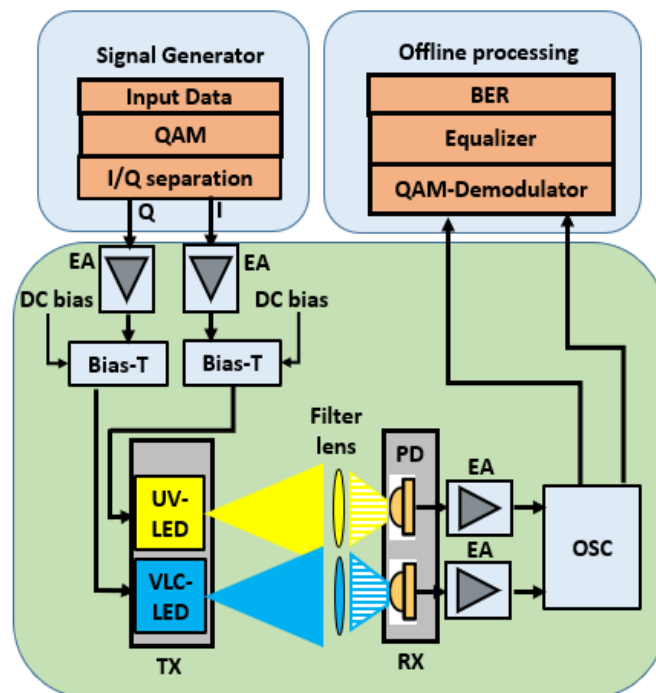 Signal Generator
Input Data
QAM
I/Q separation
Offline processing
BER
Equalizer
QAM-Demodulator
Q
I
EA
EA
DC bias
DC bias
Bias-T
Bias-T
Filter
lens
PD
UV-
LED
VLC-
LED
TX
RX
EA
EA
OSC